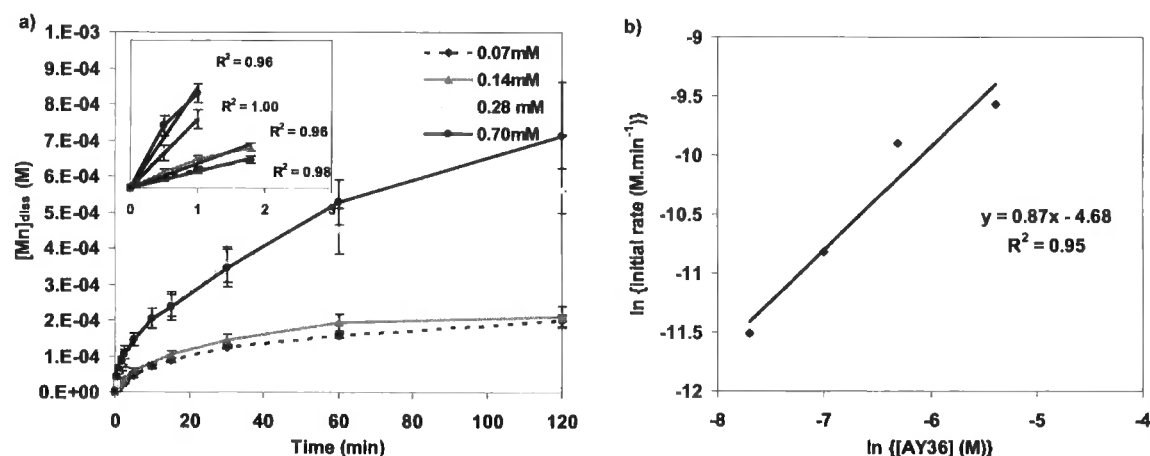 a)
1.E-03
9.E-04
8.E-04
7.E-04
6.E-04
5.E-04
4.E-04
3.E-04
2.E-04
1.E-04
0.E+00
[Mn]diss (M)
R² = 0.96
R² = 1.00
R² = 0.96
R² = 0.98
0 1 2 3
0.07mM
0.14mM
0.28 mM
0.70mM
0 20 40 60 80 100 120
Time (min)
b)
-9
-9.5
-10
-10.5
-11
-11.5
-12
ln {initial rate (M.min⁻¹)}
y = 0.87x - 4.68
R² = 0.95
-8 -7 -6 -5 -4
ln {[AY36] (M)}